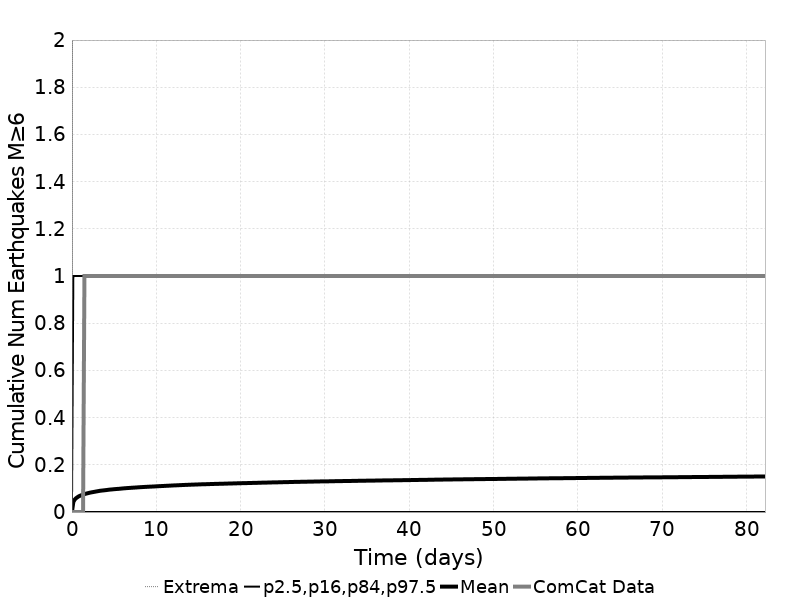 Cumulative Num Earthquakes M≥6
2
1.8
1.6
1.4
1.2
1
0.8
0.6
0.4
0.2
0
0 10 20 30 40 50 60 70 80
Time (days)
Extrema p2.5,p16,p84,p97.5 Mean ComCat Data